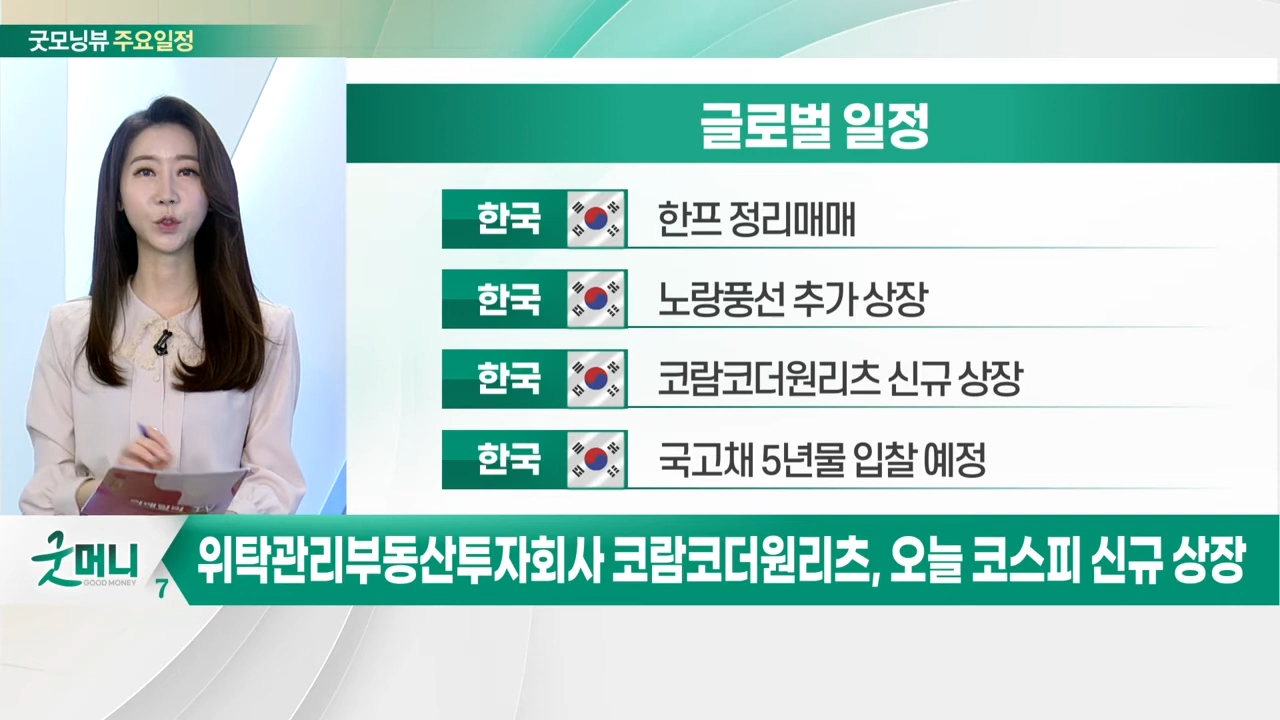 굿모닝뷰 주요일정
글로벌 일정
한국 한프 정리매매
한국 노랑풍선 추가 상장
한국 코람코더원리츠 신규 상장
한국 국고채 5년물 입찰 예정
굿머니
GOOD MONEY
7
위탁관리부동산투자회사 코람코더원리츠, 오늘 코스피 신규 상장